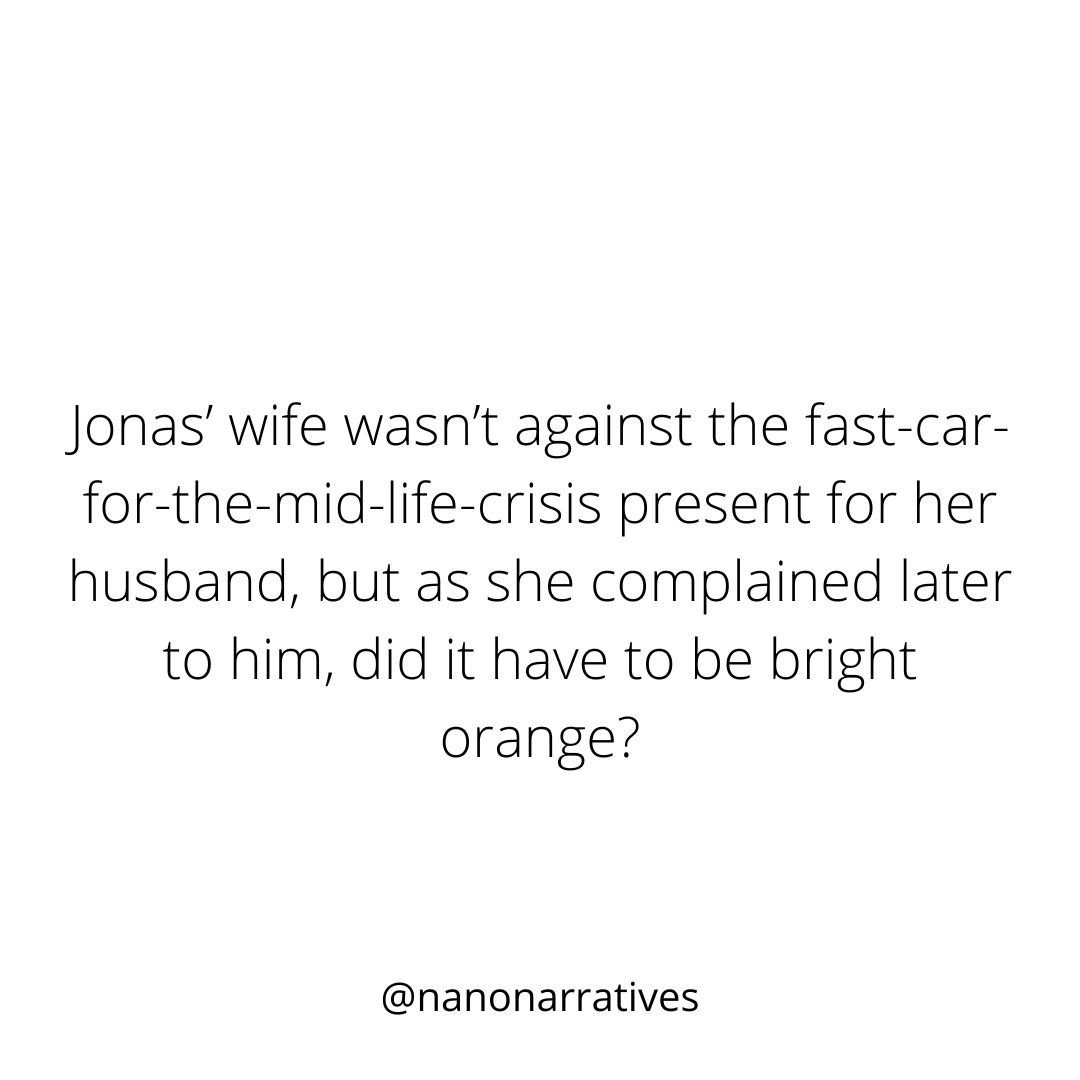 Jonas’ wife wasn’t against the fast-car-
for-the-mid-life-crisis present for her
husband, but as she complained later
to him, did it have to be bright
orange?
@nanonarratives